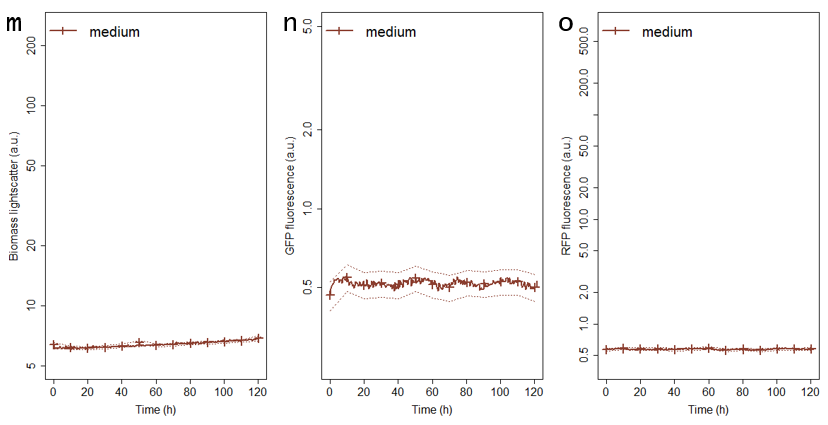 m
medium
Biomass lightscatter (a.u.)
200
100
50
20
10
5
0 20 40 60 80 100 120
Time (h)
n
medium
GFP fluorescence (a.u.)
5.0
2.0
1.0
0.5
0 20 40 60 80 100 120
Time (h)
o
medium
RFP fluorescence (a.u.)
500.0
200.0
50.0
20.0
10.0
5.0
2.0
1.0
0.5
0 20 40 60 80 100 120
Time (h)